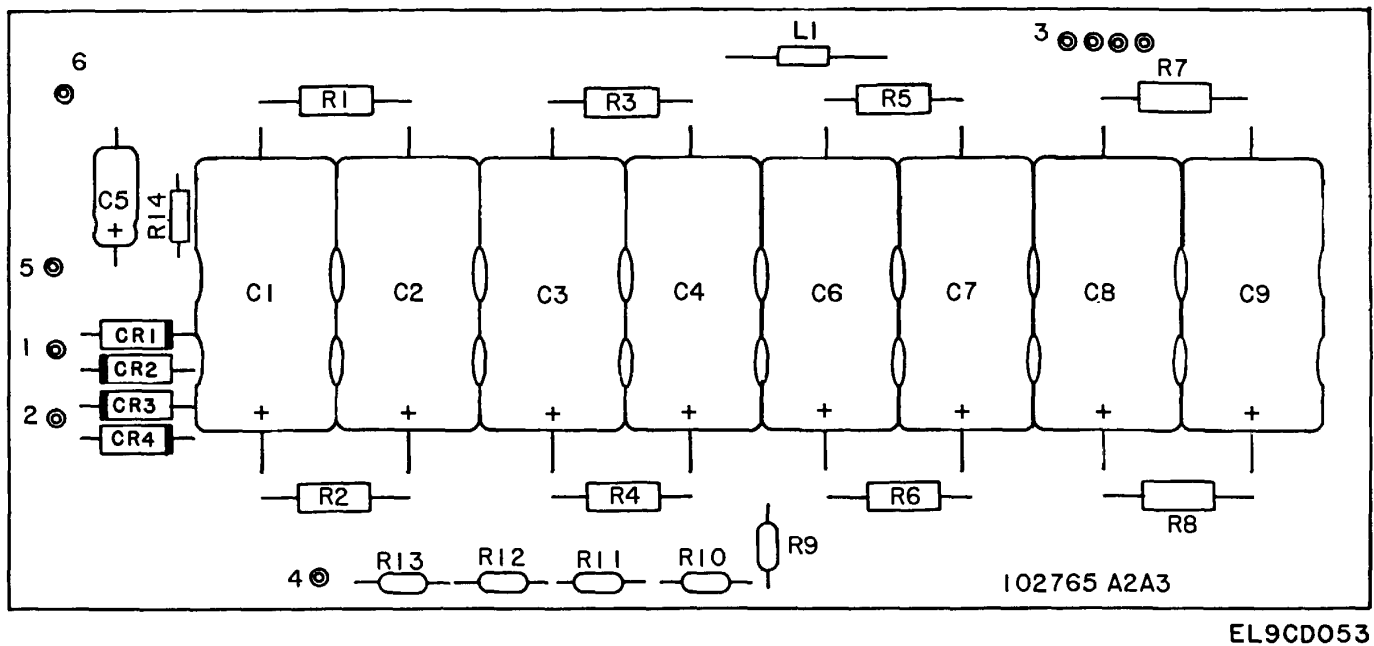 L1
3
6
R7
R1
R3
R5
C5
+
R14
5
C1
C2
C3
C4
C6
C7
C8
C9
CR1
1
CR2
CR3
2
+
+
+
+
+
+
+
+
CR4
R2
R4
R6
R8
R9
R13
R12
R11
R10
4
102765 A2A3
EL9CD053